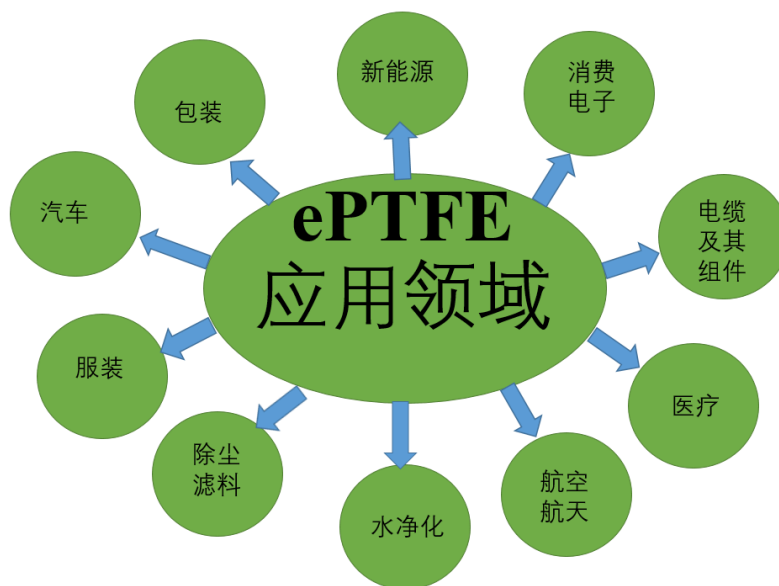 ePTFE
应用领域
新能源
消费
电子
电缆
及其
组件
医疗
航空
航天
水净化
除尘
滤料
服装
汽车
包装